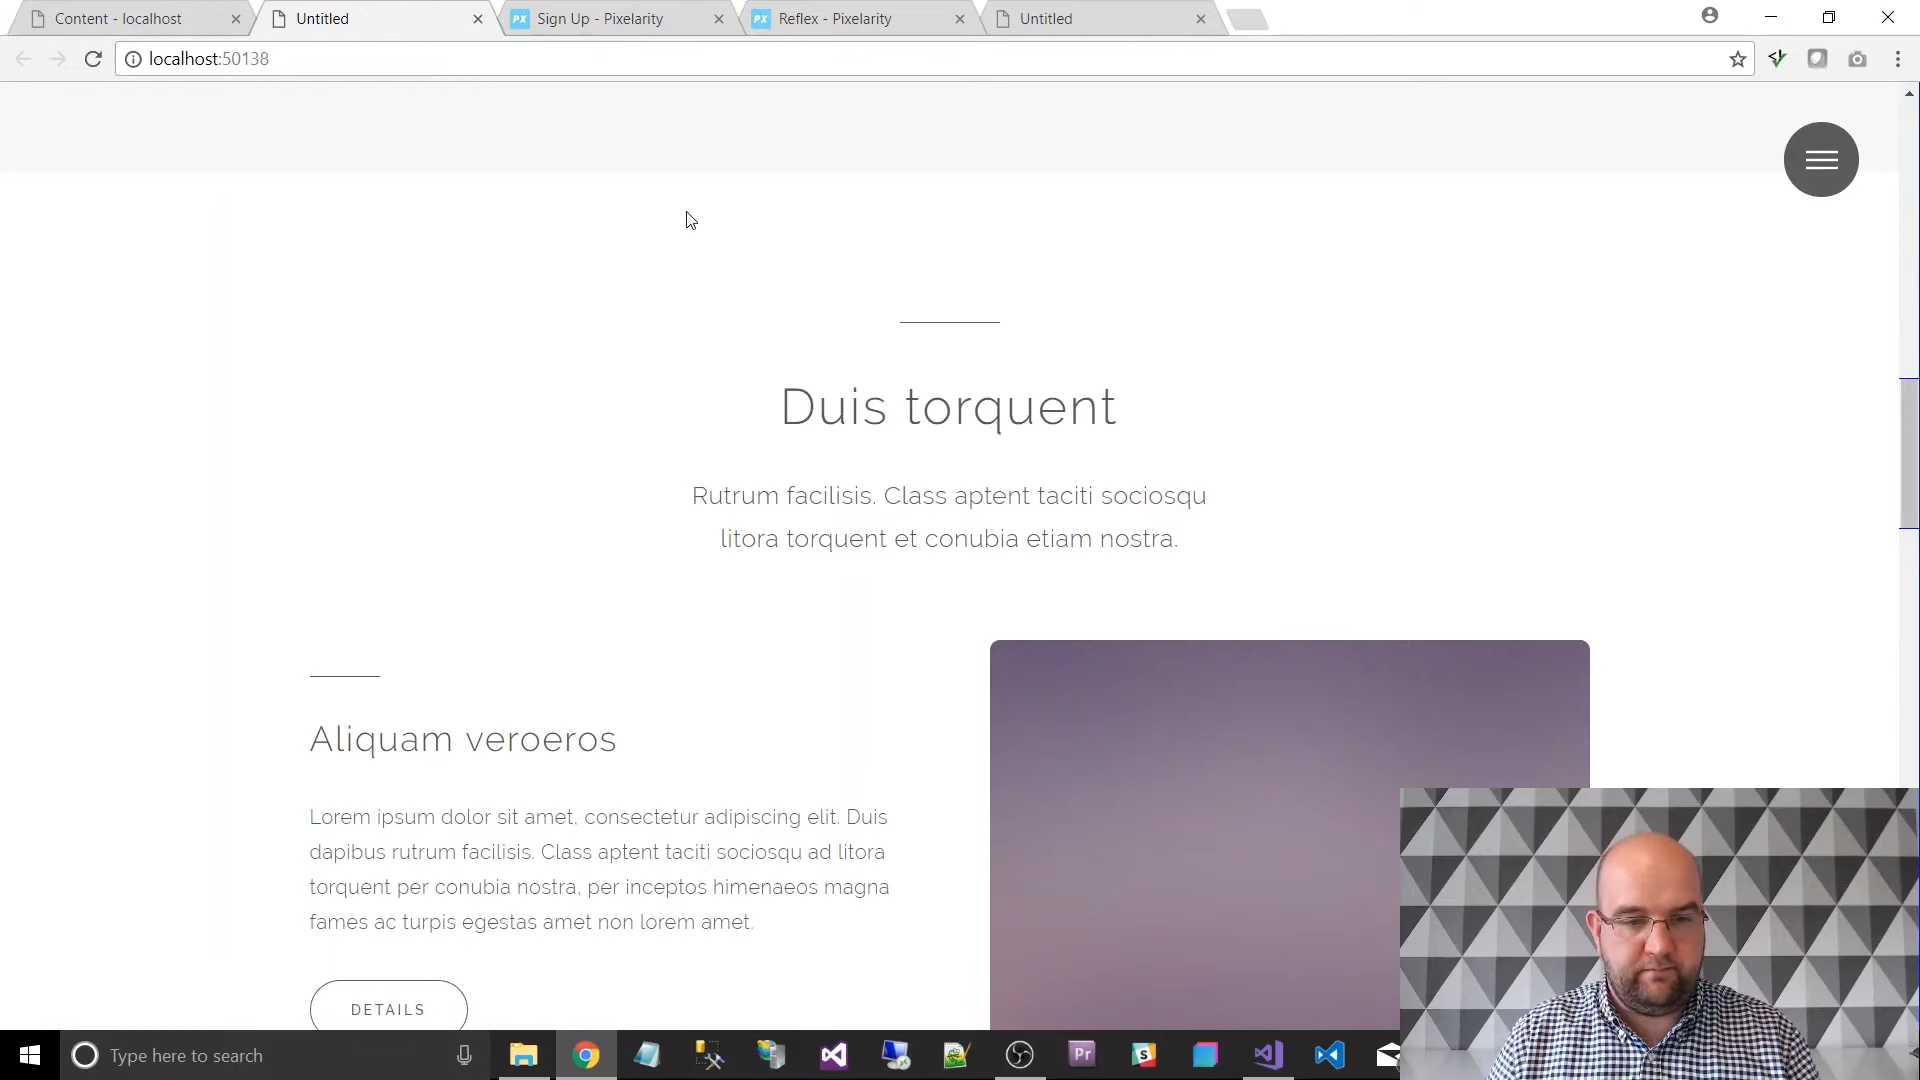 Content - localhost
Untitled
PX Sign Up - Pixelarity
PX Reflex - Pixelarity
Untitled
localhost:50138
Duis torquent
Rutrum facilisis. Class aptent taciti sociosqu
litora torquent et conubia etiam nostra.
Aliquam veroeros
Lorem ipsum dolor sit amet, consectetur adipiscing elit. Duis
dapibus rutrum facilisis. Class aptent taciti sociosqu ad litora
torquent per conubia nostra, per inceptos himenaeos magna
fames ac turpis egestas amet non lorem amet.
DETAILS
Type here to search
Pr
S